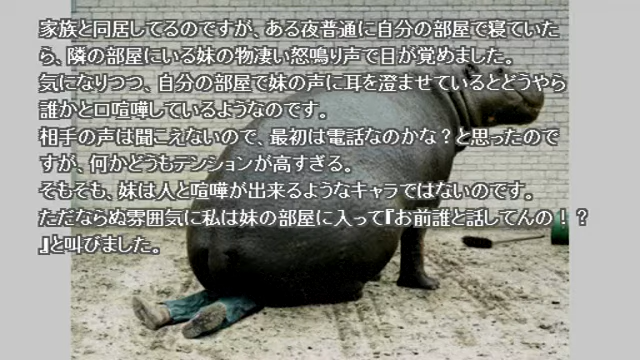 家族と同居してるのですが、ある夜普通に自分の部屋で寝ていた
ら、隣の部屋にいる妹の物凄い怒鳴り声で目が覚めました。
気になりつつ、自分の部屋で妹の声に耳を澄ませているとどうやら
誰かと口喧嘩しているようなのです。
相手の声は聞こえないので、最初は電話なのかな？と思ったので
すが、何かどうもテンションが高すぎる。
そもそも、妹は人と喧嘩が出来るようなキャラではないのです。
ただならぬ雰囲気に私は妹の部屋に入って『お前誰と話してんの！？
』と叫びました。